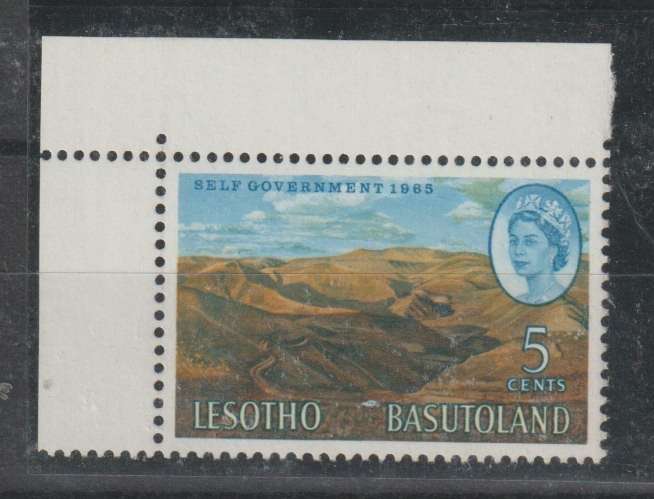 SELF GOVERNMENT 1965
5
CENTS
LESOTHO BASUTOLAND